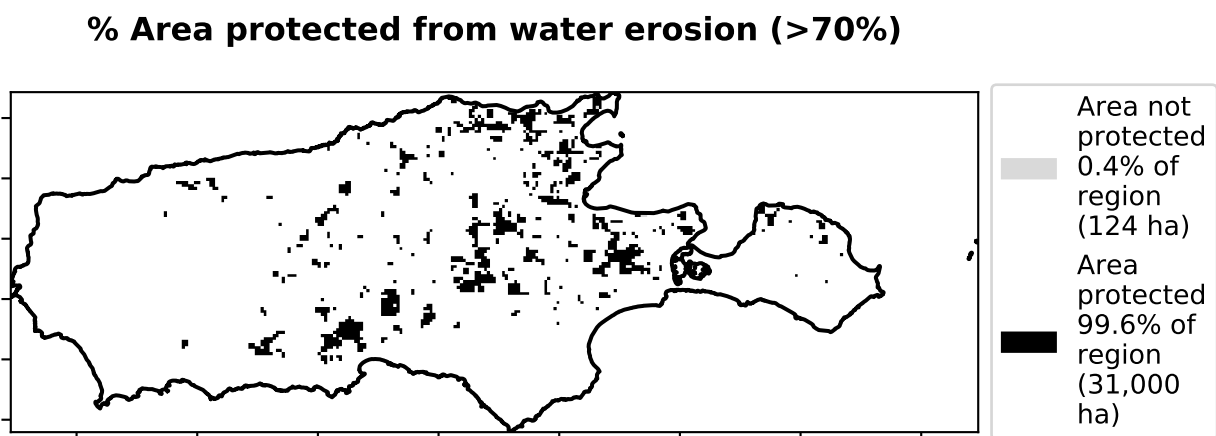 % Area protected from water erosion (>70%)
Area not
protected
0.4% of
region
(124 ha)
Area
protected
99.6% of
region
(31,000
ha)